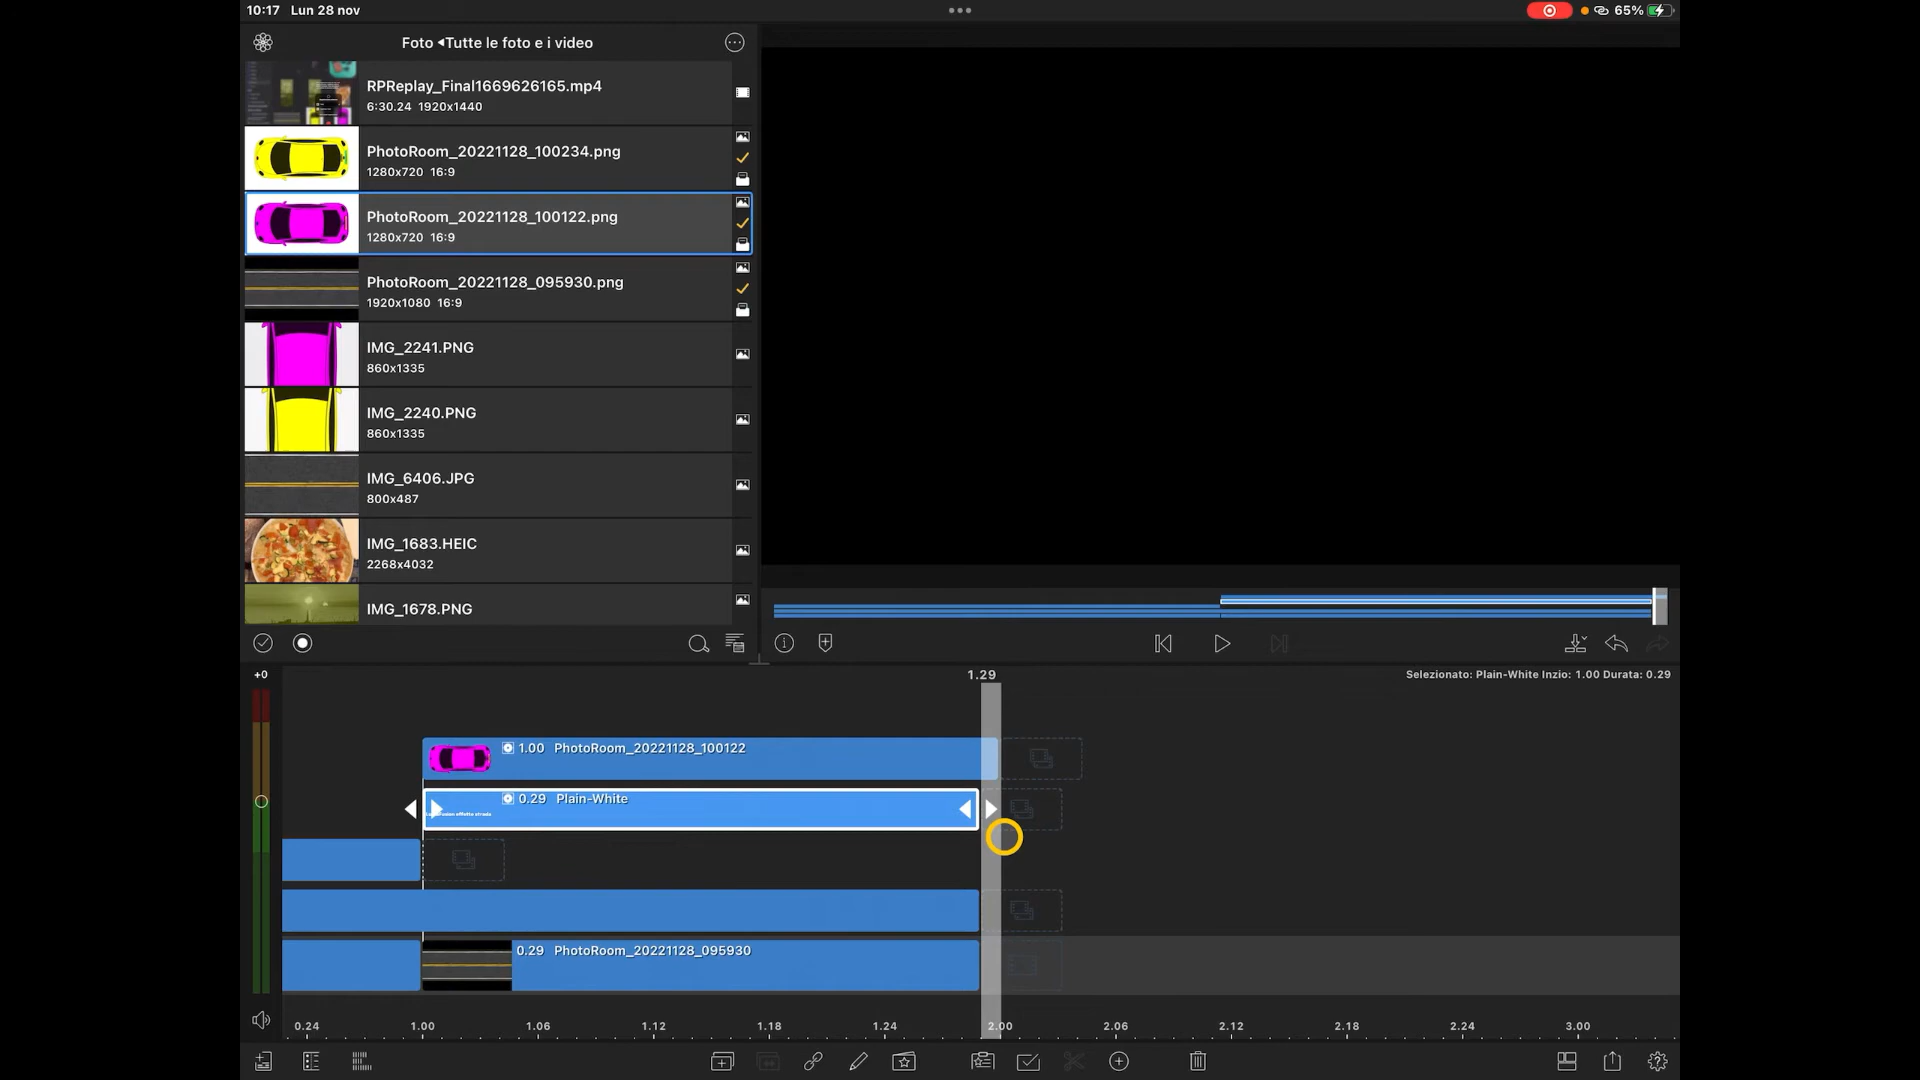 10:17 Lun 28 nov
65%
Foto ◂Tutte le foto e i video
RPReplay_Final1669626165.mp4
6:30.24 1920x1440
PhotoRoom_20221128_100234.png
1280x720 16:9
PhotoRoom_20221128_100122.png
1280x720 16:9
PhotoRoom_20221128_095930.png
1920x1080 16:9
IMG_2241.PNG
860x1335
IMG_2240.PNG
860x1335
IMG_6406.JPG
800x487
IMG_1683.HEIC
2268x4032
IMG_1678.PNG
+0
1.29
Selezionato: Plain-White Inzio: 1.00 Durata: 0.29
1.00 PhotoRoom_20221128_100122
0.29 Plain-White
effetto strada
0.29 PhotoRoom_20221128_095930
0.24 1.00 1.06 1.12 1.18 1.24 2.00 2.06 2.12 2.18 2.24 3.00